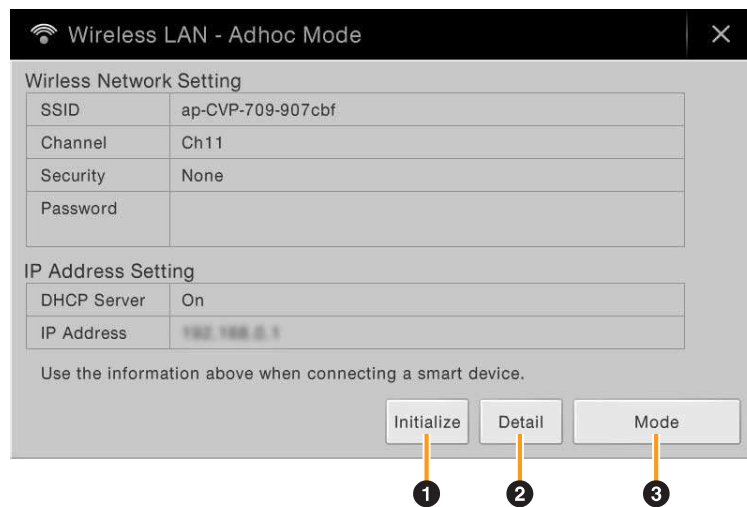 Wireless LAN - Adhoc Mode
Wirless Network Setting
SSID ap-CVP-709-907cbf
Channel Ch11
Security None
Password
IP Address Setting
DHCP Server On
IP Address
Use the information above when connecting a smart device.
Initialize Detail Mode
1 2 3